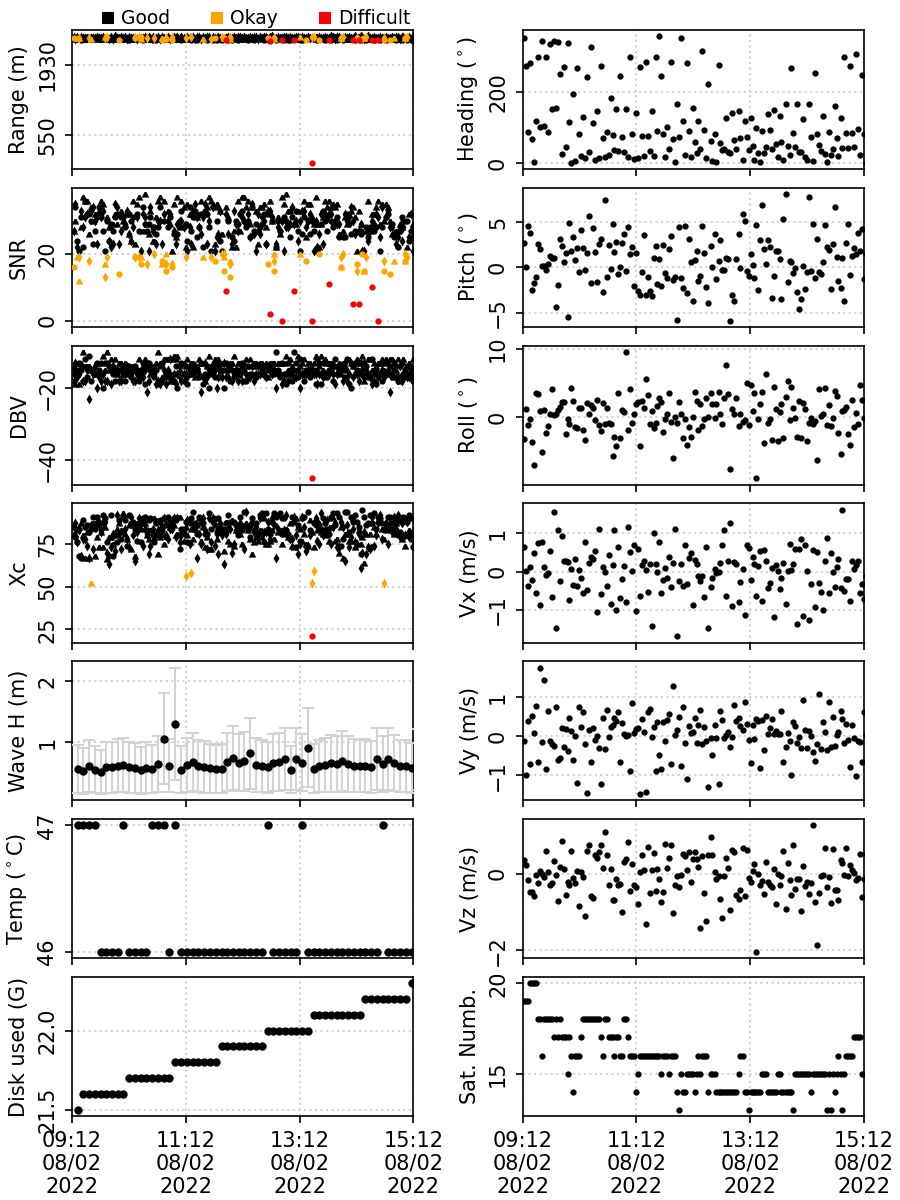 Good Okay Difficult
Range (m)
1930
550
Heading (°)
200
0
SNR
20
0
Pitch (°)
5
0
−5
DBV
−20
−40
Roll (°)
10
0
Xc
75
50
25
Vx (m/s)
1
0
−1
Wave H (m)
2
1
Vy (m/s)
1
0
−1
Temp (°C)
47
46
Vz (m/s)
0
−2
Disk used (G)
22.0
21.5
Sat. Numb.
20
15
09:12 11:12 13:12 15:12
08/02 08/02 08/02 08/02
2022 2022 2022 2022
09:12 11:12 13:12 15:12
08/02 08/02 08/02 08/02
2022 2022 2022 2022